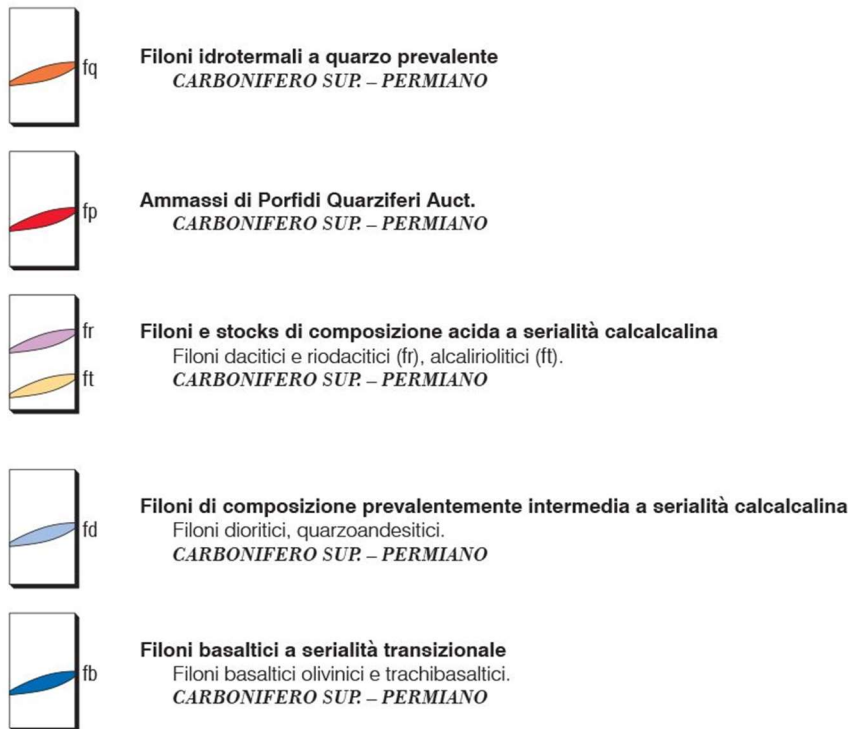 fq
Filoni idrotermali a quarzo prevalente
CARBONIFERO SUP. – PERMIANO
fp
Ammassi di Porfidi Quarziferi Auct.
CARBONIFERO SUP. – PERMIANO
fr
ft
Filoni e stocks di composizione acida a serialità calcalcalina
Filoni dacitici e riodacitici (fr), alcaliriolitici (ft).
CARBONIFERO SUP. – PERMIANO
fd
Filoni di composizione prevalentemente intermedia a serialità calcalcalina
Filoni dioritici, quarzoandesitici.
CARBONIFERO SUP. – PERMIANO
fb
Filoni basaltici a serialità transizionale
Filoni basaltici olivinici e trachibasaltici.
CARBONIFERO SUP. – PERMIANO